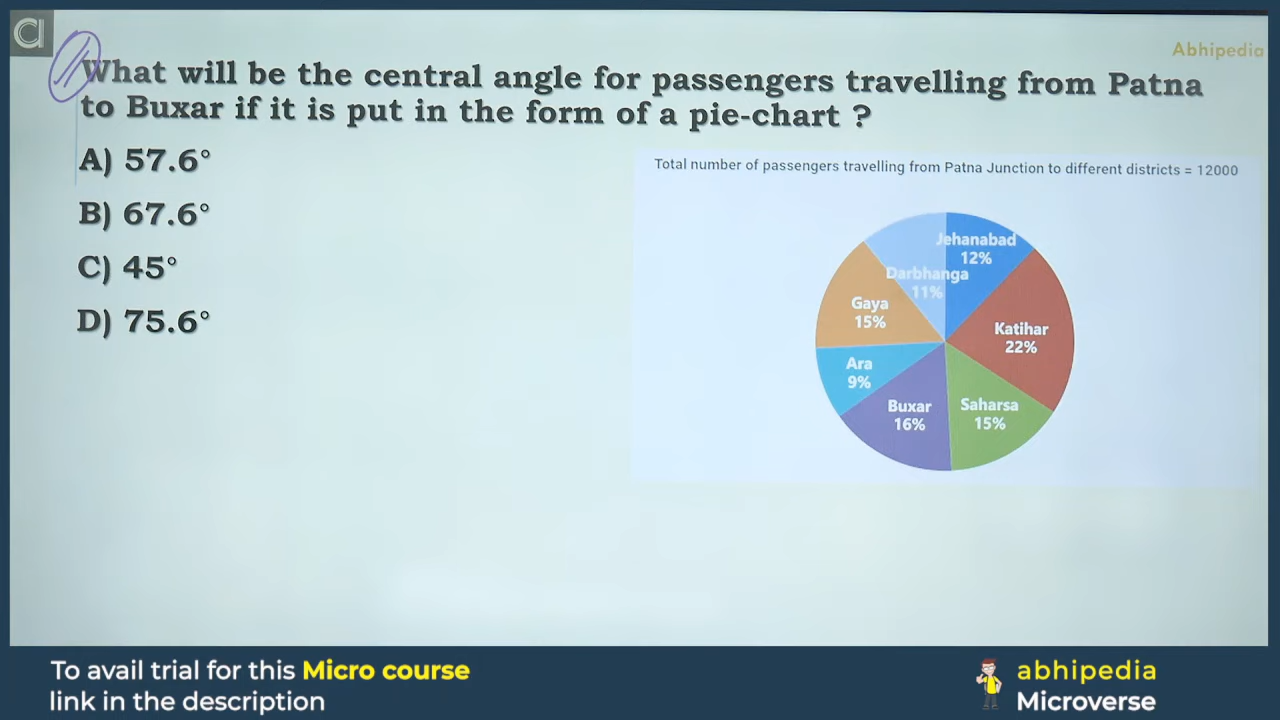 Abhipedia
What will be the central angle for passengers travelling from Patna
to Buxar if it is put in the form of a pie-chart ?
A) 57.6°
B) 67.6°
C) 45°
D) 75.6°
Total number of passengers travelling from Patna Junction to different districts = 12000
Jehanabad
12%
Darbhanga
11%
Gaya
15%
Katihar
22%
Ara
9%
Buxar
16%
Saharsa
15%
To avail trial for this Micro course
link in the description
abhipedia
Microverse